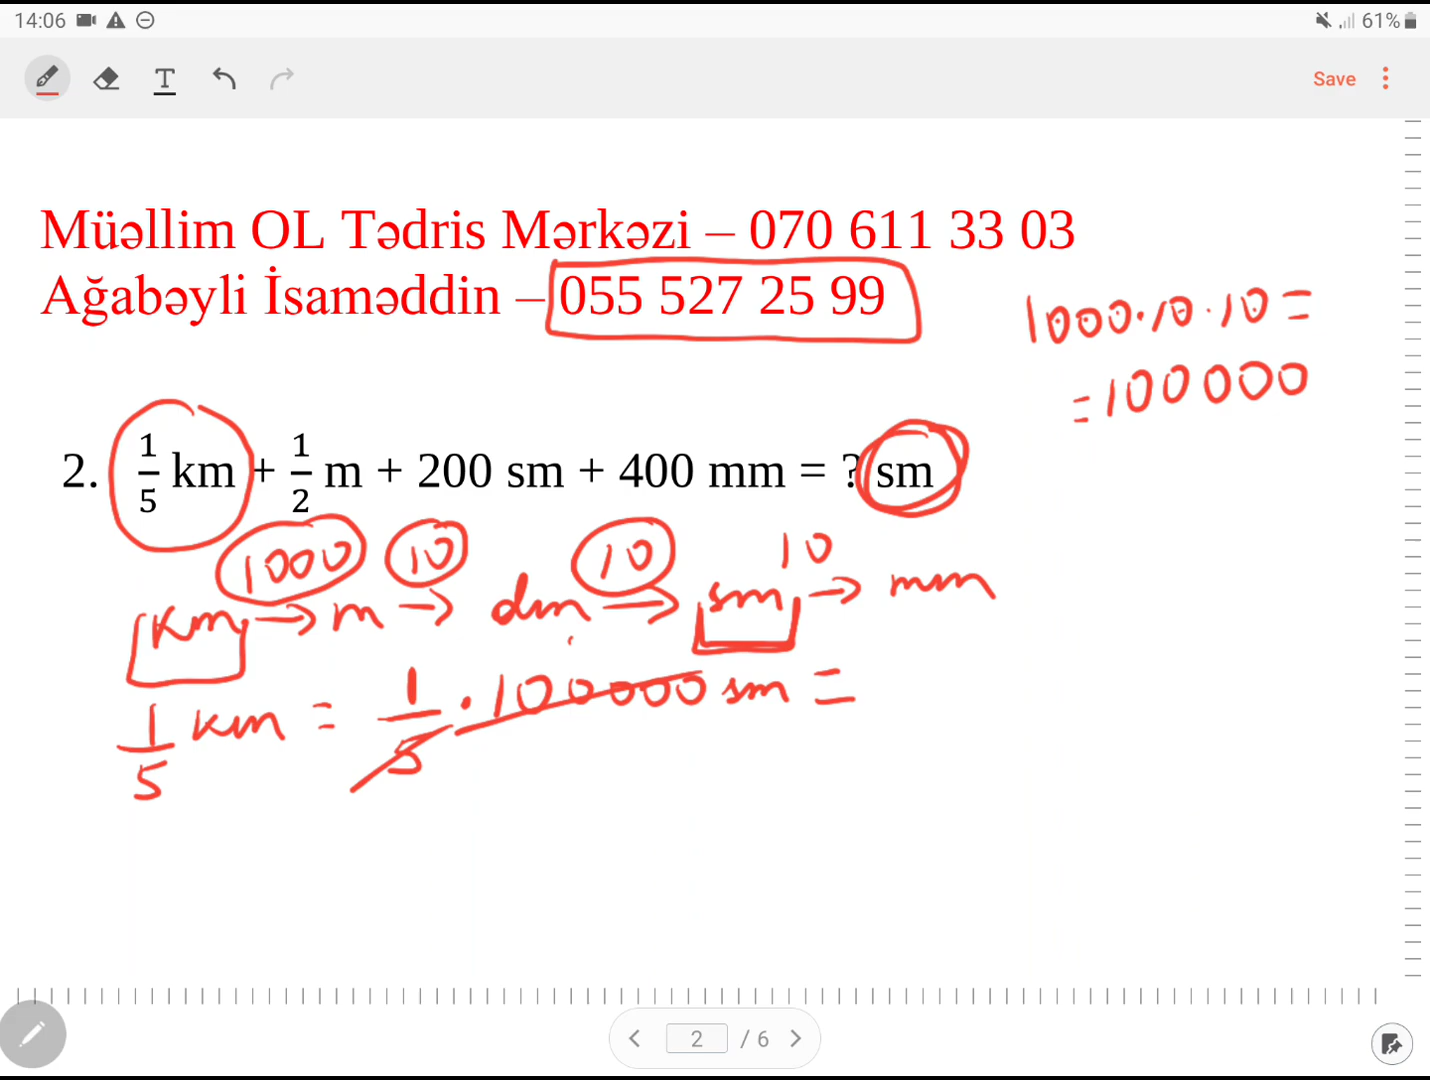 14:06
61%
T
Save
Müəllim OL Tədris Mərkəzi – 070 611 33 03
Ağabəyli İsaməddin – 055 527 25 99
1000·10·10=
=100000
2. 1/5 km + 1/2 m + 200 sm + 400 mm = ? sm
1000 10 10 10
km → m → dm → sm → mm
1/5 km = 1/5 · 100000 sm =
2 / 6